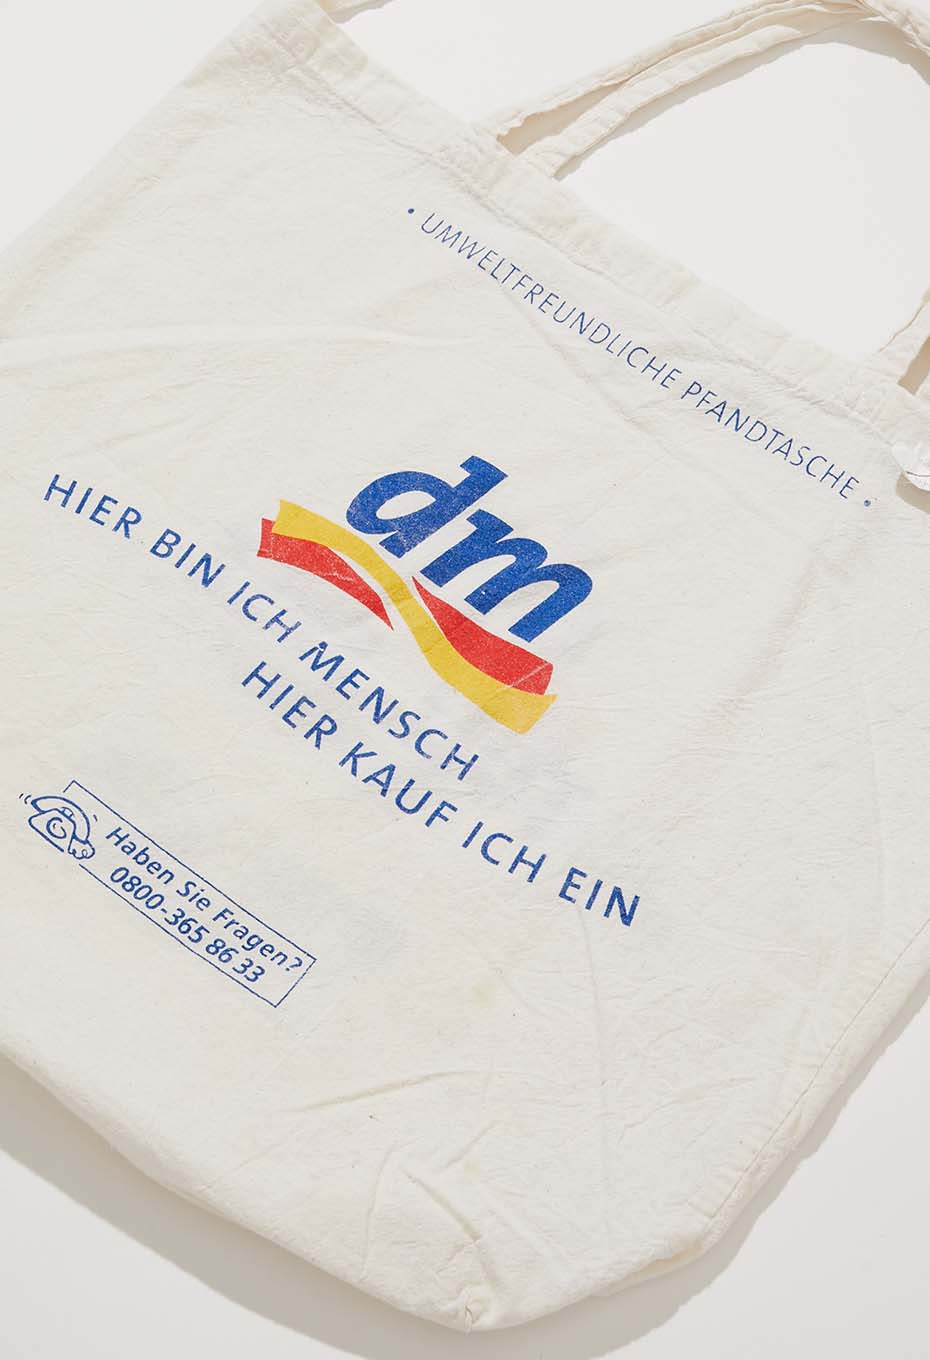 • UMWELTFREUNDLICHE PFANDTASCHE •
dm
HIER BIN ICH MENSCH
HIER KAUF ICH EIN
Haben Sie Fragen?
0800-365 86 33